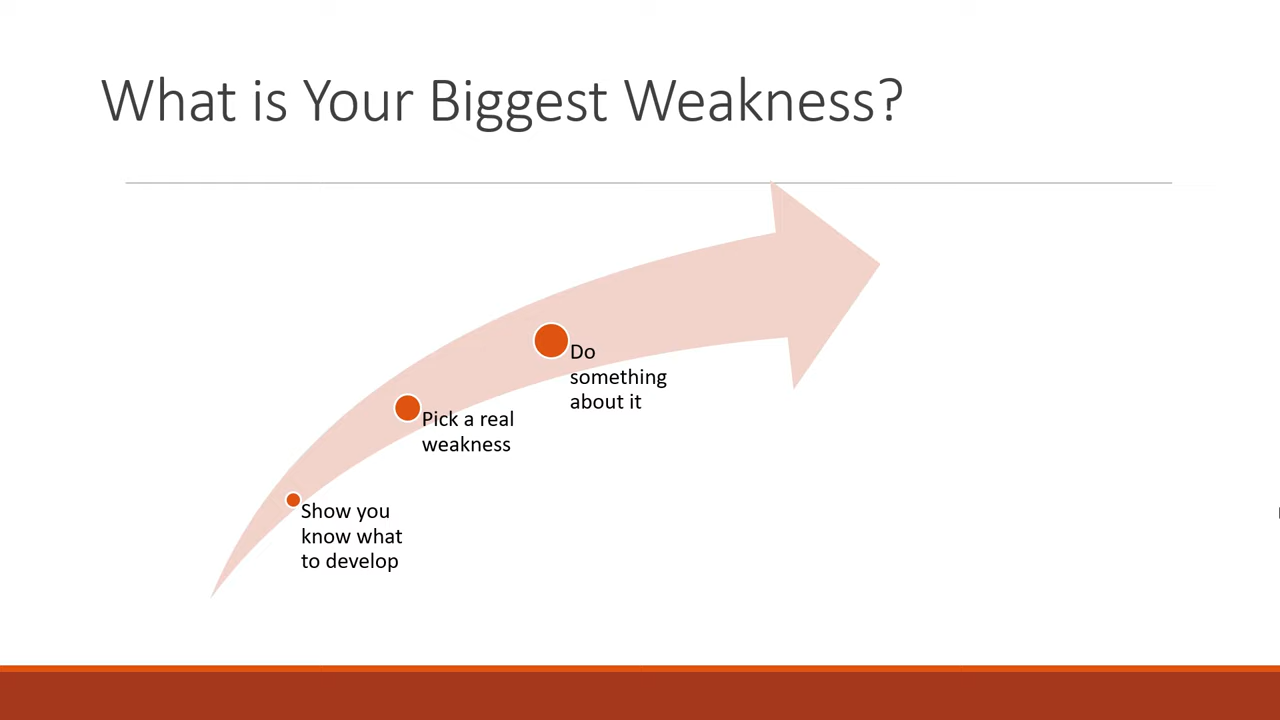 What is Your Biggest Weakness?
Do
something
about it
Pick a real
weakness
Show you
know what
to develop